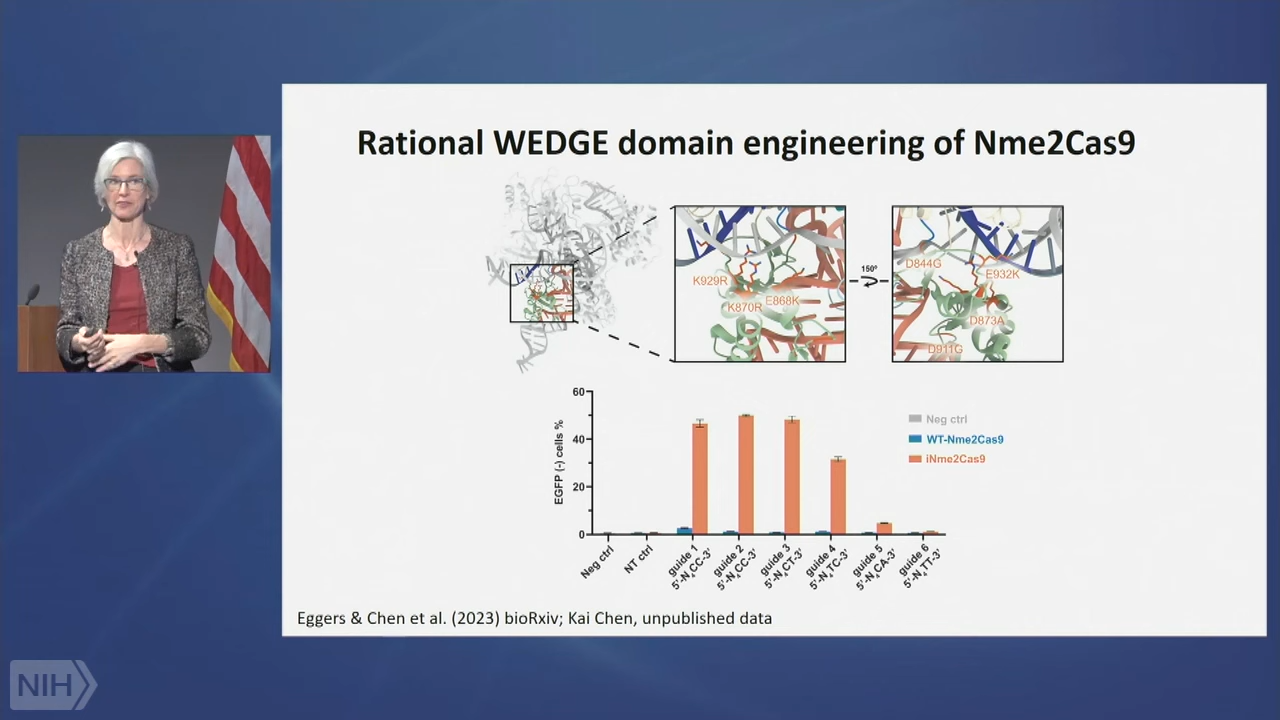 Rational WEDGE domain engineering of Nme2Cas9
K929R
K870R
E868K
150°
D844G
E932K
D873A
D911G
EGFP (-) cells %
60
40
20
0
Neg ctrl
WT-Nme2Cas9
iNme2Cas9
Neg ctrl
NT ctrl
guide 1
5'-N₄CC-3'
guide 2
5'-N₄CC-3'
guide 3
5'-N₄CT-3'
guide 4
5'-N₄TC-3'
guide 5
5'-N₄CA-3'
guide 6
5'-N₄TT-3'
Eggers & Chen et al. (2023) bioRxiv; Kai Chen, unpublished data
NIH